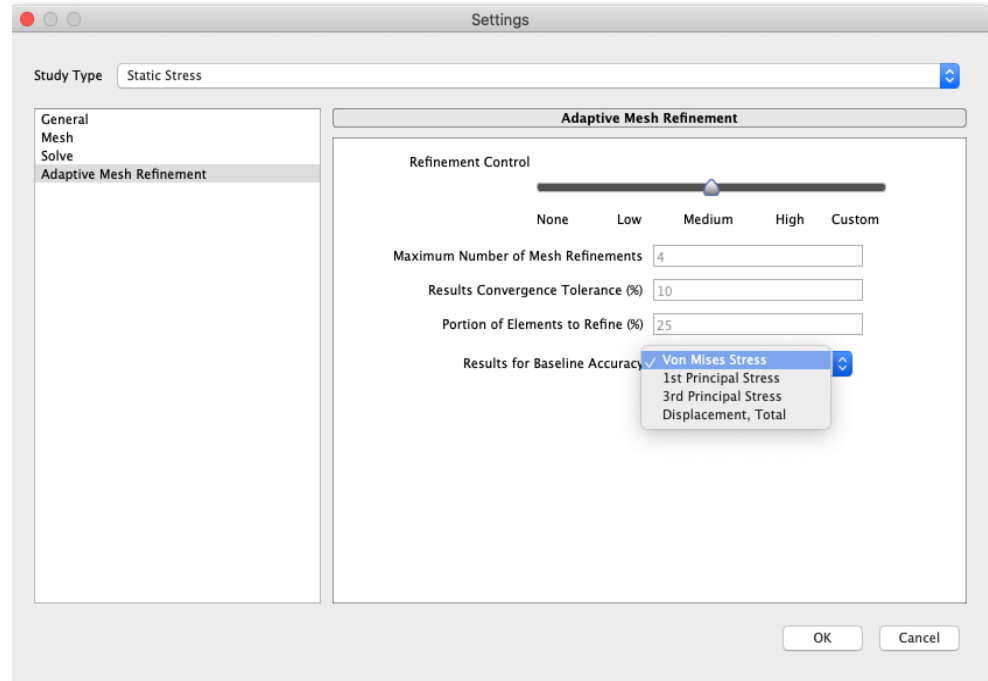 Settings
Study Type Static Stress
General
Mesh
Solve
Adaptive Mesh Refinement
Adaptive Mesh Refinement
Refinement Control
None Low Medium High Custom
Maximum Number of Mesh Refinements 4
Results Convergence Tolerance (%) 10
Portion of Elements to Refine (%) 25
Results for Baseline Accuracy ✓ Von Mises Stress
1st Principal Stress
3rd Principal Stress
Displacement, Total
OK Cancel